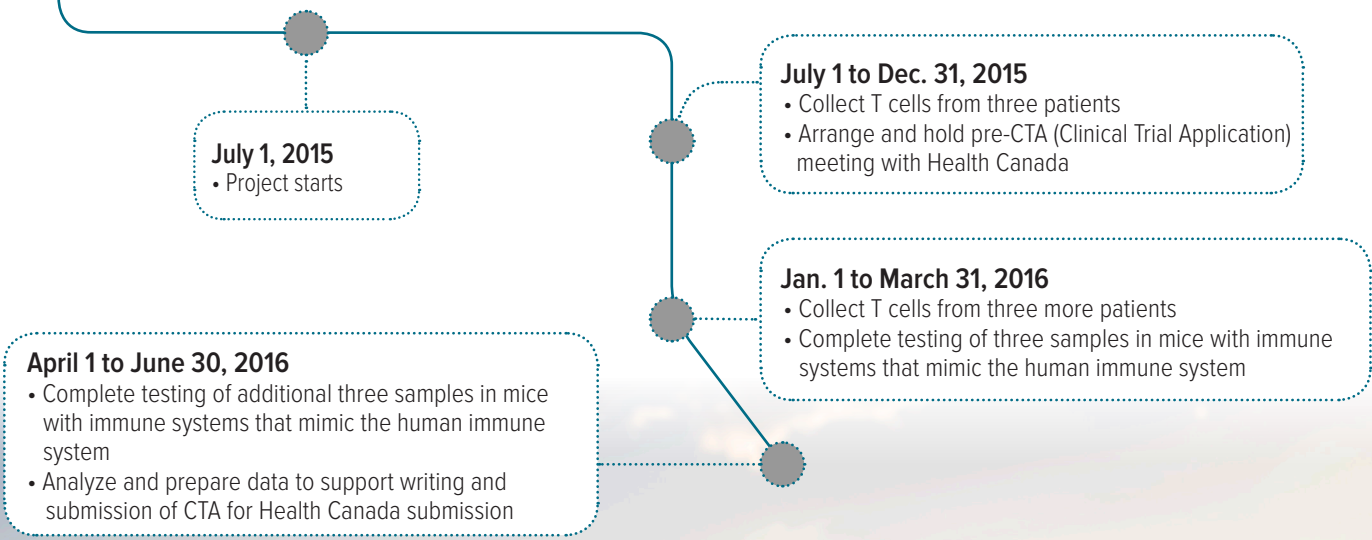 July 1, 2015
• Project starts
July 1 to Dec. 31, 2015
• Collect T cells from three patients
• Arrange and hold pre-CTA (Clinical Trial Application)
meeting with Health Canada
Jan. 1 to March 31, 2016
• Collect T cells from three more patients
• Complete testing of three samples in mice with immune
systems that mimic the human immune system
April 1 to June 30, 2016
• Complete testing of additional three samples in mice
with immune systems that mimic the human immune
system
• Analyze and prepare data to support writing and
submission of CTA for Health Canada submission